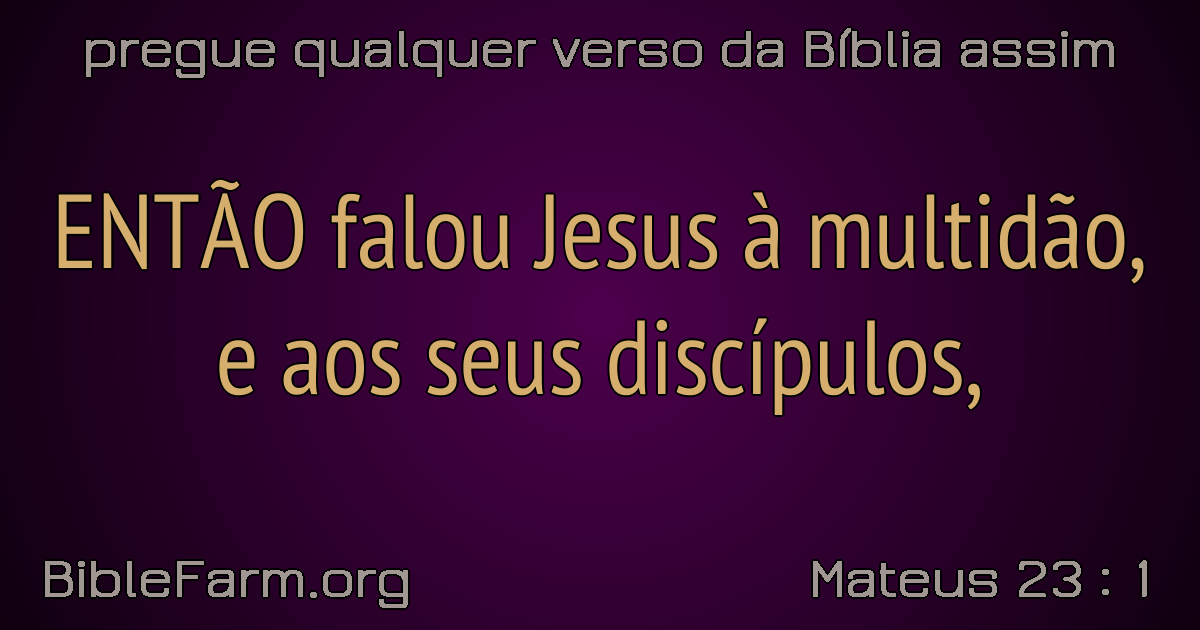 pregue qualquer verso da Bíblia assim
ENTÃO falou Jesus à multidão,
e aos seus discípulos,
BibleFarm.org
Mateus 23 : 1